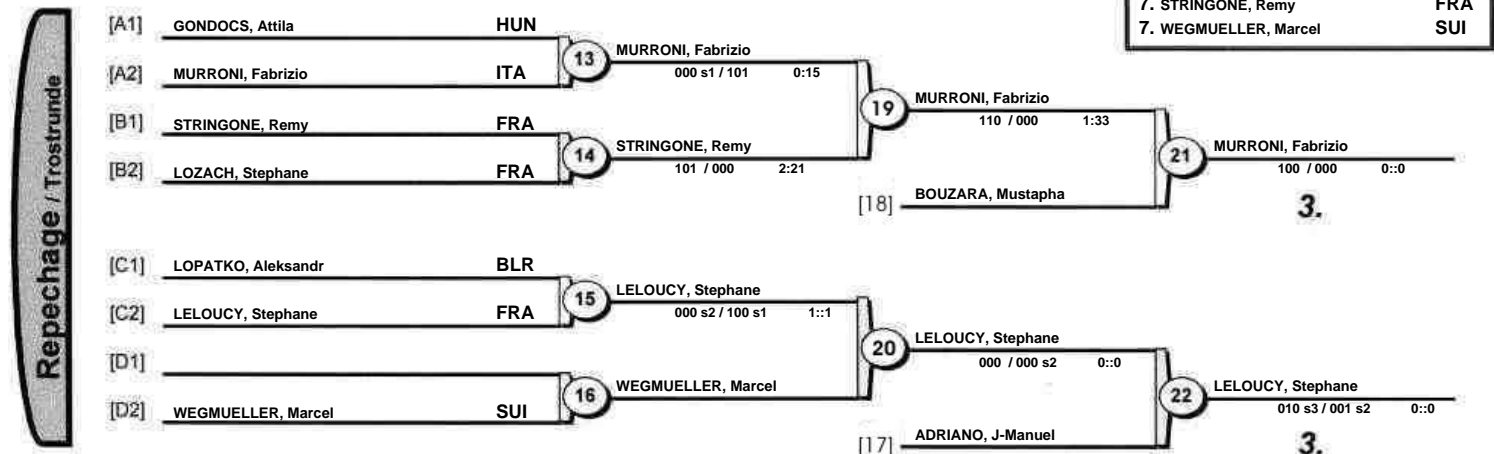 7. STRINGONE, Remy FRA
7. WEGMUELLER, Marcel SUI
Repechage / Trostrunde
[A1] GONDOCS, Attila HUN
13
MURRONI, Fabrizio
000 s1 / 101 0:15
[A2] MURRONI, Fabrizio ITA
19
MURRONI, Fabrizio
110 / 000 1:33
[B1] STRINGONE, Remy FRA
14
STRINGONE, Remy
101 / 000 2:21
[B2] LOZACH, Stephane FRA
21
MURRONI, Fabrizio
100 / 000 0::0
[18] BOUZARA, Mustapha
3.
[C1] LOPATKO, Aleksandr BLR
15
LELOUCY, Stephane
000 s2 / 100 s1 1::1
[C2] LELOUCY, Stephane FRA
20
LELOUCY, Stephane
000 / 000 s2 0::0
[D1]
16
WEGMUELLER, Marcel
[D2] WEGMUELLER, Marcel SUI
22
LELOUCY, Stephane
010 s3 / 001 s2 0::0
[17] ADRIANO, J-Manuel
3.